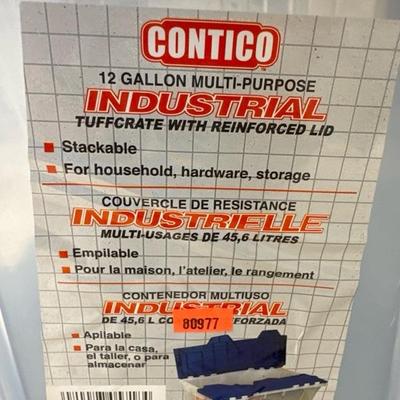 CONTICO
12 GALLON MULTI-PURPOSE
INDUSTRIAL
TUFFCRATE WITH REINFORCED LID
Stackable
For household, hardware, storage
COUVERCLE DE RESISTANCE
INDUSTRIELLE
MULTI-USAGES DE 45,6 LITRES
Empilable
Pour la maison, l'atelier, le rangement
CONTENEDOR MULTIUSO
INDUSTRIAL
80977
DE 45,6 L
Apilable
Para la casa,
el taller, o para
almacenar